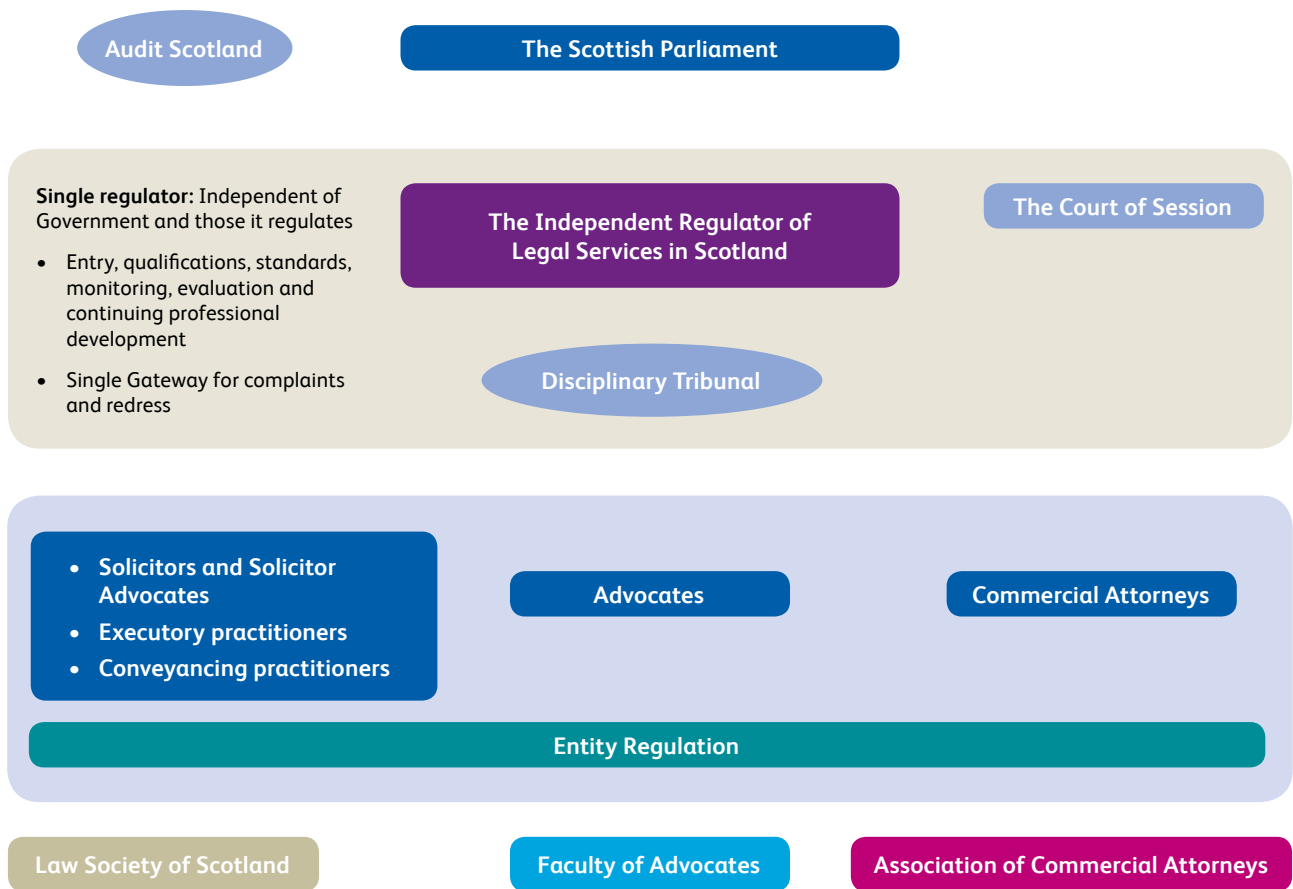 Audit Scotland
The Scottish Parliament
Single regulator: Independent of
Government and those it regulates
• Entry, qualifications, standards,
monitoring, evaluation and
continuing professional
development
• Single Gateway for complaints
and redress
The Independent Regulator of
Legal Services in Scotland
The Court of Session
Disciplinary Tribunal
• Solicitors and Solicitor
Advocates
• Executory practitioners
• Conveyancing practitioners
Advocates
Commercial Attorneys
Entity Regulation
Law Society of Scotland
Faculty of Advocates
Association of Commercial Attorneys